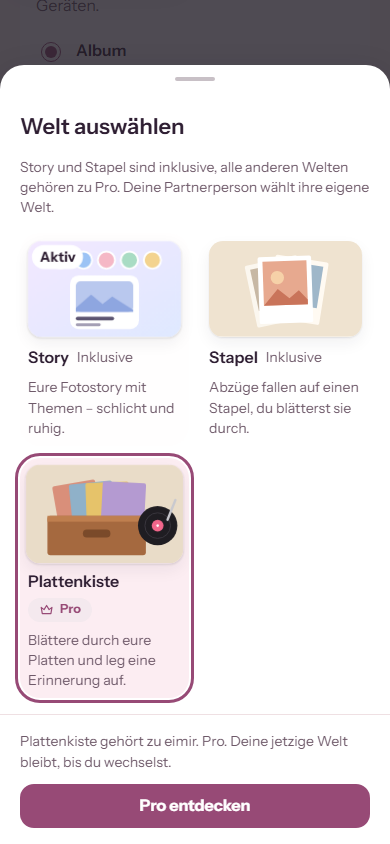 Geräten.
Album
Welt auswählen
Story und Stapel sind inklusive, alle anderen Welten
gehören zu Pro. Deine Partnerperson wählt ihre eigene
Welt.
Aktiv
Story Inklusive
Eure Fotostory mit
Themen – schlicht und
ruhig.
Stapel Inklusive
Abzüge fallen auf einen
Stapel, du blätterst sie
durch.
Plattenkiste
Pro
Blättere durch eure
Platten und leg eine
Erinnerung auf.
Plattenkiste gehört zu eimir. Pro. Deine jetzige Welt
bleibt, bis du wechselst.
Pro entdecken